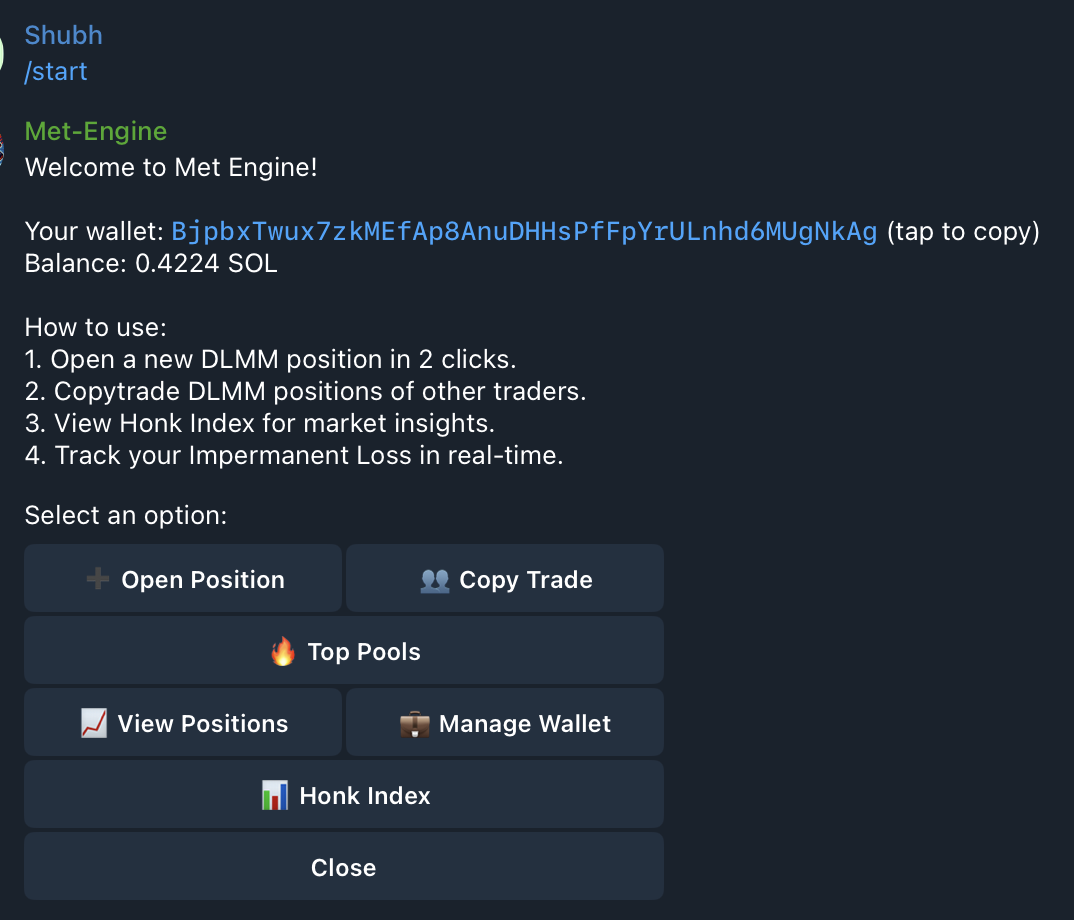 Shubh
/start
Met-Engine
Welcome to Met Engine!
Your wallet: BjpbxTwux7zkMEfAp8AnuDHHsPfFpYrULnhd6MUgNkAg (tap to copy)
Balance: 0.4224 SOL
How to use:
1. Open a new DLMM position in 2 clicks.
2. Copytrade DLMM positions of other traders.
3. View Honk Index for market insights.
4. Track your Impermanent Loss in real-time.
Select an option:
➕ Open Position
👥 Copy Trade
🔥 Top Pools
📈 View Positions
💼 Manage Wallet
📊 Honk Index
Close